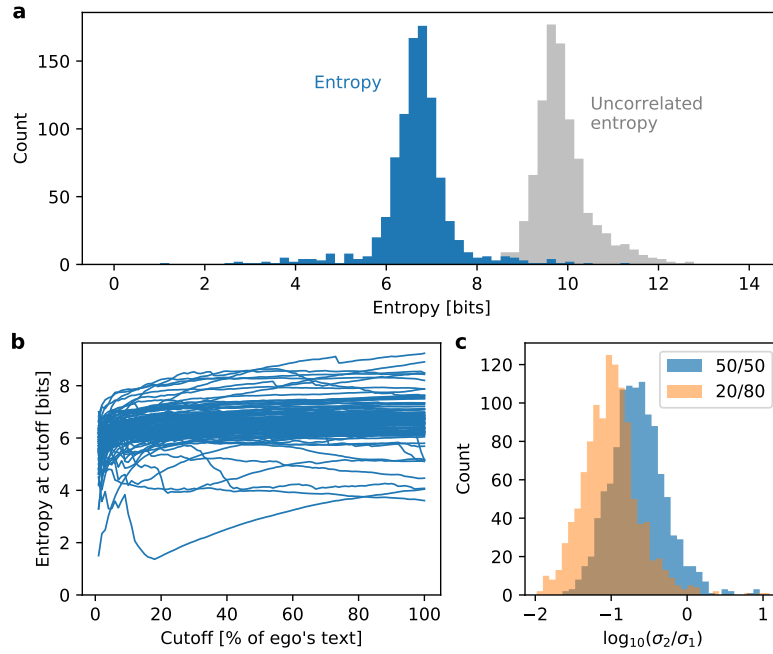 a
Count
150
100
50
0
Entropy
Uncorrelated
entropy
0 2 4 6 8 10 12 14
Entropy [bits]
b
Entropy at cutoff [bits]
8
6
4
2
0
0 20 40 60 80 100
Cutoff [% of ego's text]
c
Count
120
100
80
60
40
20
0
50/50
20/80
−2 −1 0 1
log₁₀(σ₂/σ₁)